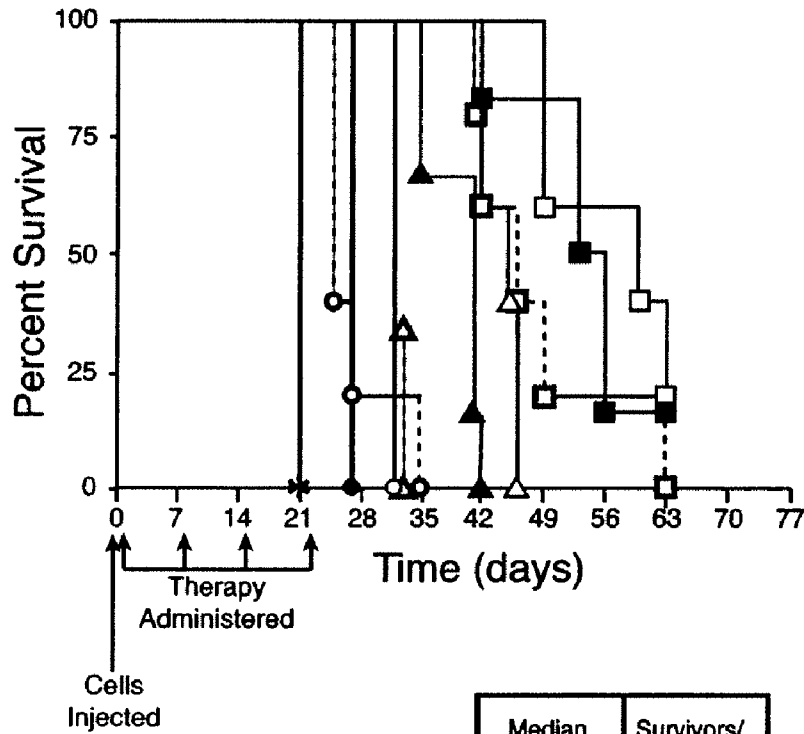 100
75
50
25
0
Percent Survival
0 7 14 21 28 35 42 49 56 63 70 77
Time (days)
Therapy
Administered
Cells
Injected
Median
Survivors/